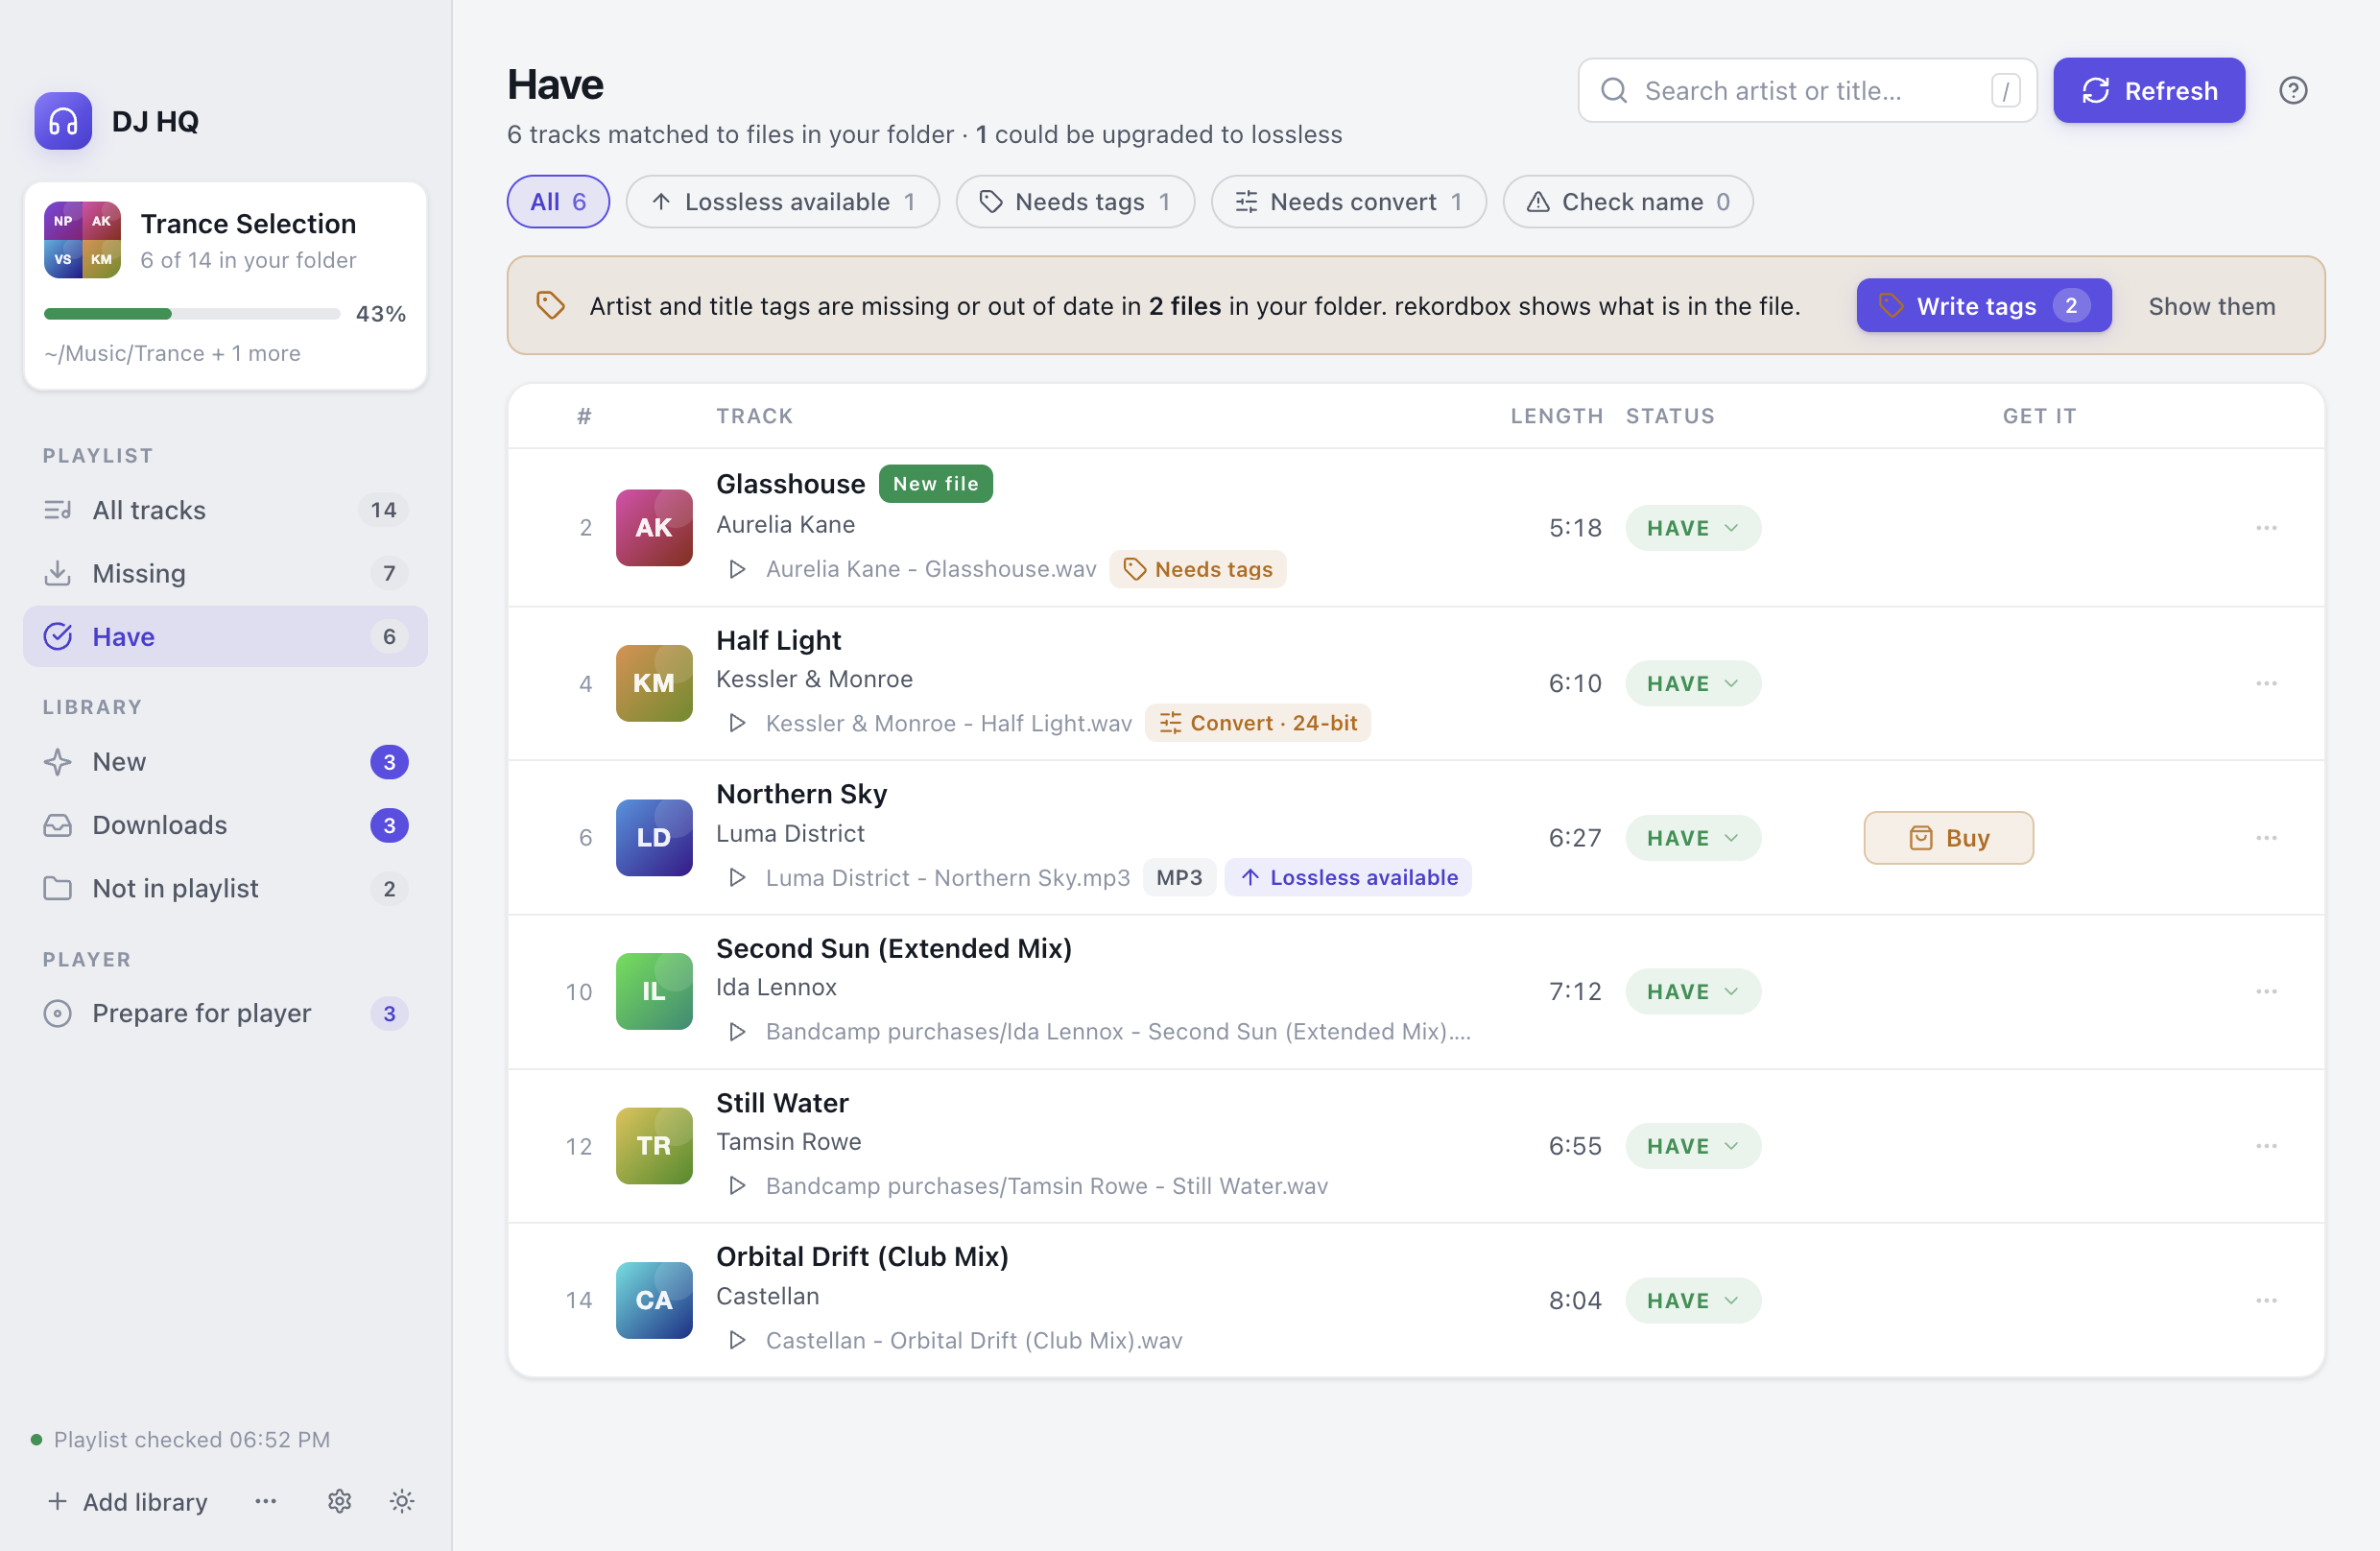 DJ HQ
NP AK
VS KM
Trance Selection
6 of 14 in your folder
43%
~/Music/Trance + 1 more
PLAYLIST
All tracks 14
Missing 7
Have 6
LIBRARY
New 3
Downloads 3
Not in playlist 2
PLAYER
Prepare for player 3
Playlist checked 06:52 PM
Add library
Have
6 tracks matched to files in your folder · 1 could be upgraded to lossless
Search artist or title... /
Refresh
All 6
Lossless available 1
Needs tags 1
Needs convert 1
Check name 0
Artist and title tags are missing or out of date in 2 files in your folder. rekordbox shows what is in the file.
Write tags 2
Show them
# TRACK LENGTH STATUS GET IT
2 AK Glasshouse New file
Aurelia Kane
Aurelia Kane - Glasshouse.wav Needs tags
5:18 HAVE
4 KM Half Light
Kessler & Monroe
Kessler & Monroe - Half Light.wav Convert · 24-bit
6:10 HAVE
6 LD Northern Sky
Luma District
Luma District - Northern Sky.mp3 MP3 Lossless available
6:27 HAVE Buy
10 IL Second Sun (Extended Mix)
Ida Lennox
Bandcamp purchases/Ida Lennox - Second Sun (Extended Mix)....
7:12 HAVE
12 TR Still Water
Tamsin Rowe
Bandcamp purchases/Tamsin Rowe - Still Water.wav
6:55 HAVE
14 CA Orbital Drift (Club Mix)
Castellan
Castellan - Orbital Drift (Club Mix).wav
8:04 HAVE